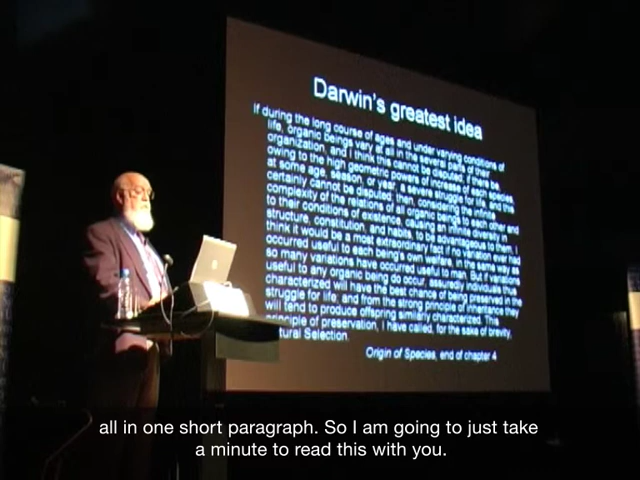 Darwin's greatest idea
If during the long course of ages and under varying conditions of
life, organic beings vary at all in the several parts of their
organization, and I think this cannot be disputed; if there be,
owing to the high geometric powers of increase of each species,
at some age, season, or year, a severe struggle for life, and this
certainly cannot be disputed; then, considering the infinite
complexity of the relations of all organic beings to each other and
to their conditions of existence, causing an infinite diversity in
structure, constitution, and habits, to be advantageous to them, I
think it would be a most extraordinary fact if no variation ever had
occurred useful to each being's own welfare, in the same way as
so many variations have occurred useful to man. But if variations
useful to any organic being do occur, assuredly individuals thus
characterized will have the best chance of being preserved in the
struggle for life; and from the strong principle of inheritance they
will tend to produce offspring similarly characterized. This
principle of preservation, I have called, for the sake of brevity,
Natural Selection.
Origin of Species, end of chapter 4
all in one short paragraph. So I am going to just take
a minute to read this with you.